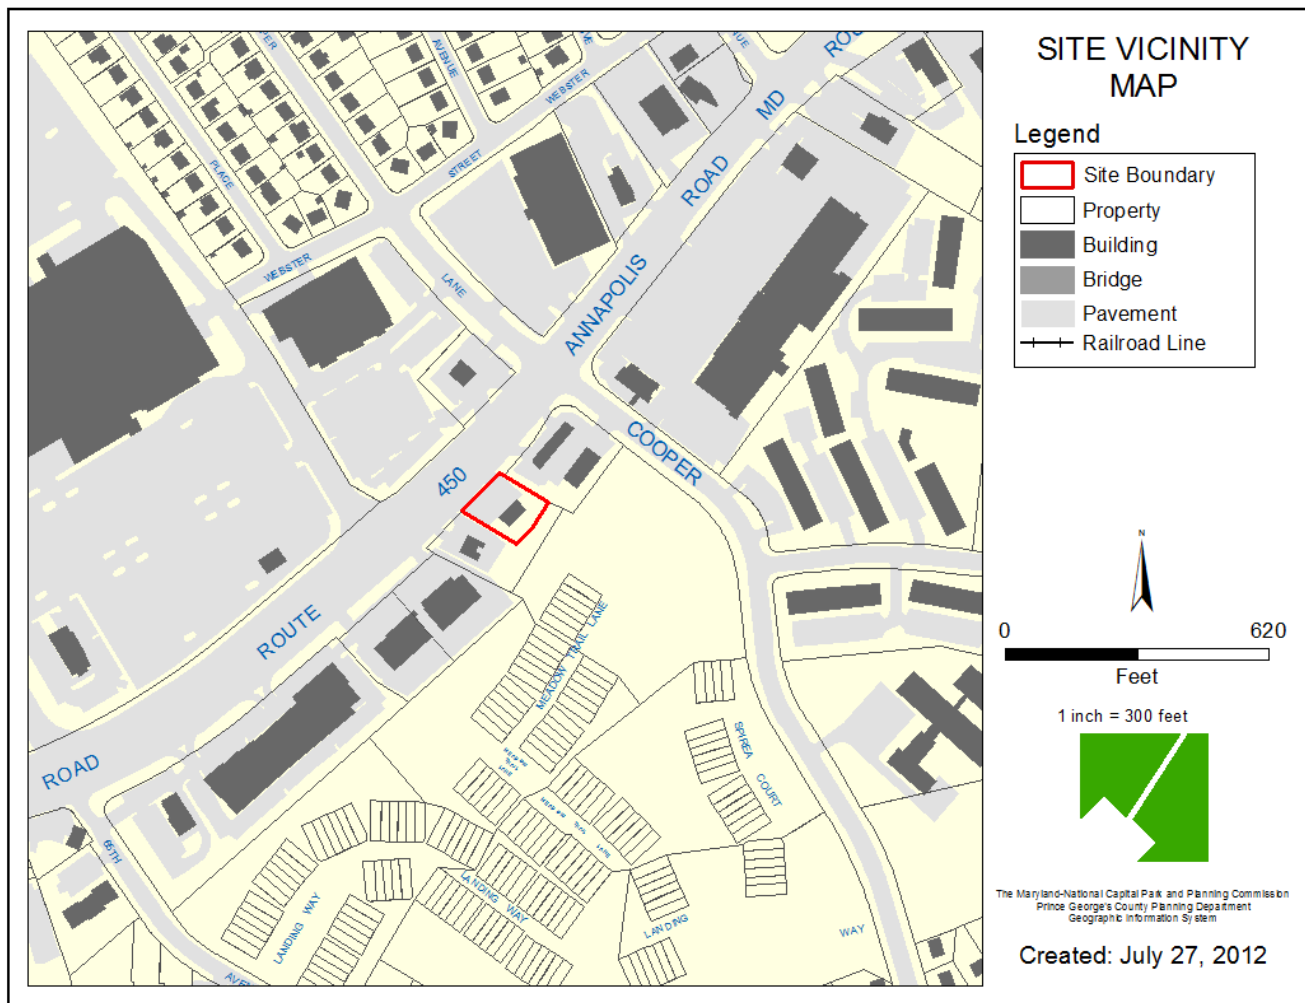 SITE VICINITY
MAP
Legend
Site Boundary
Property
Building
Bridge
Pavement
Railroad Line
N
0 620
Feet
1 inch = 300 feet
The Maryland-National Capital Park and Planning Commission
Prince George's County Planning Department
Geographic Information System
Created: July 27, 2012
AVENUE
WEBSTER
STREET
PLACE
WEBSTER
LANE
MD
ROAD
ANNAPOLIS
450
ROUTE
ROAD
COOPER
MEADOW TRAIL LANE
SPIREA
COURT
65TH
LANDING WAY
LANDING WAY
LANDING
WAY